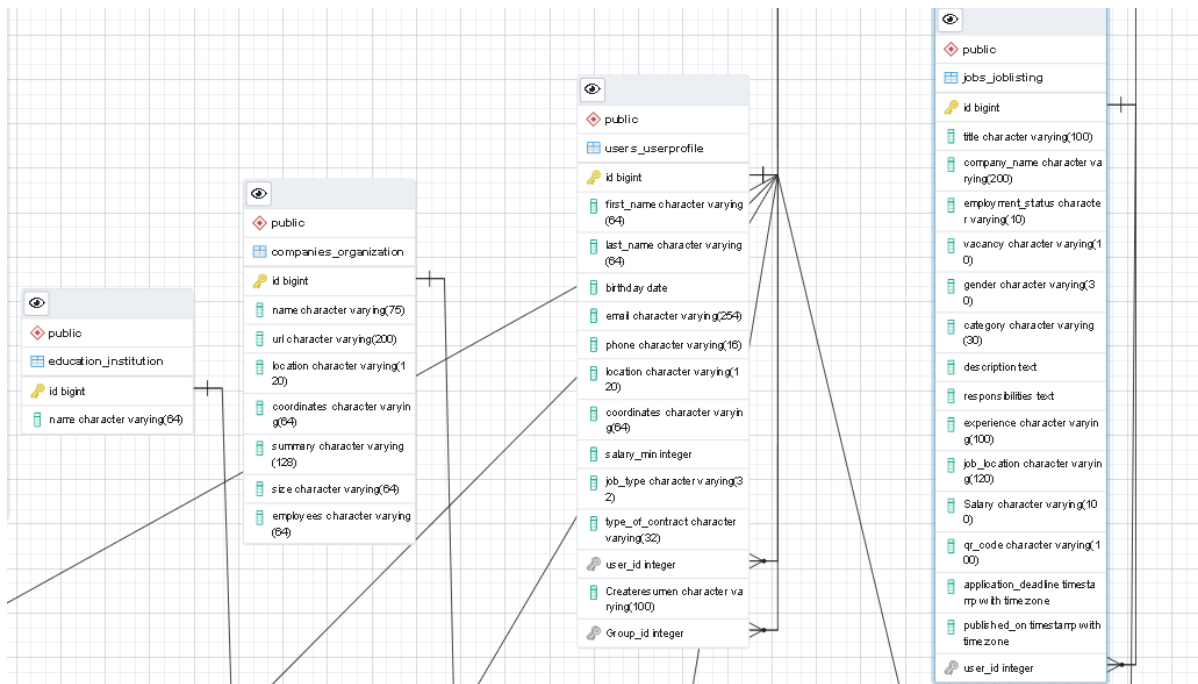 public
education_institution
id bigint
name character varying(64)
public
companies_organization
id bigint
name character varying(75)
url character varying(200)
location character varying(1
20)
coordinates character varyin
g(64)
summary character varying
(128)
size character varying(64)
employees character varying
(64)
public
users_userprofile
id bigint
first_name character varying
(64)
last_name character varying
(64)
birthday date
email character varying(254)
phone character varying(16)
location character varying(1
20)
coordinates character varyin
g(64)
salary_min integer
job_type character varying(3
2)
type_of_contract character
varying(32)
user_id integer
Createresumen character va
rying(100)
Group_id integer
public
jobs_joblisting
id bigint
title character varying(100)
company_name character va
rying(200)
employment_status characte
r varying(10)
vacancy character varying(1
0)
gender character varying(3
0)
category character varying
(30)
description text
responsibilities text
experience character varyin
g(100)
job_location character varyin
g(120)
Salary character varying(10
0)
qr_code character varying(1
00)
application_deadline timesta
mp with time zone
published_on timestamp with
time zone
user_id integer